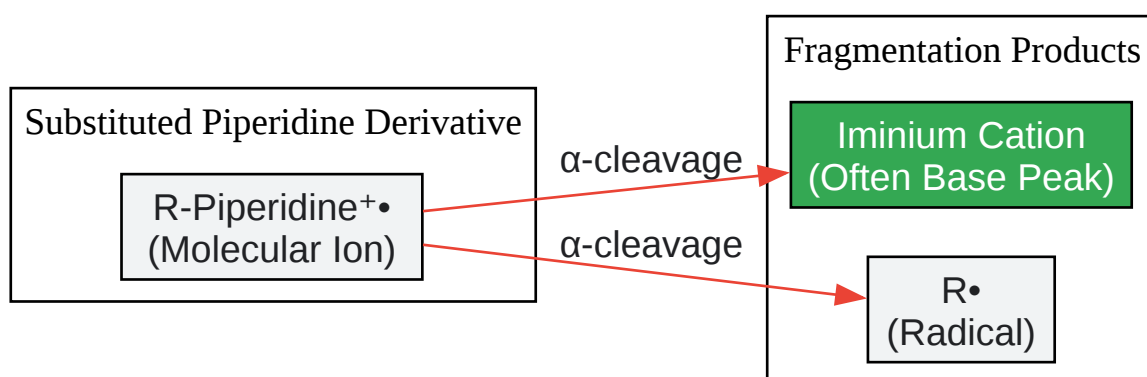 Substituted Piperidine Derivative
R-Piperidine⁺•
(Molecular Ion)
α-cleavage
α-cleavage
Fragmentation Products
Iminium Cation
(Often Base Peak)
R•
(Radical)